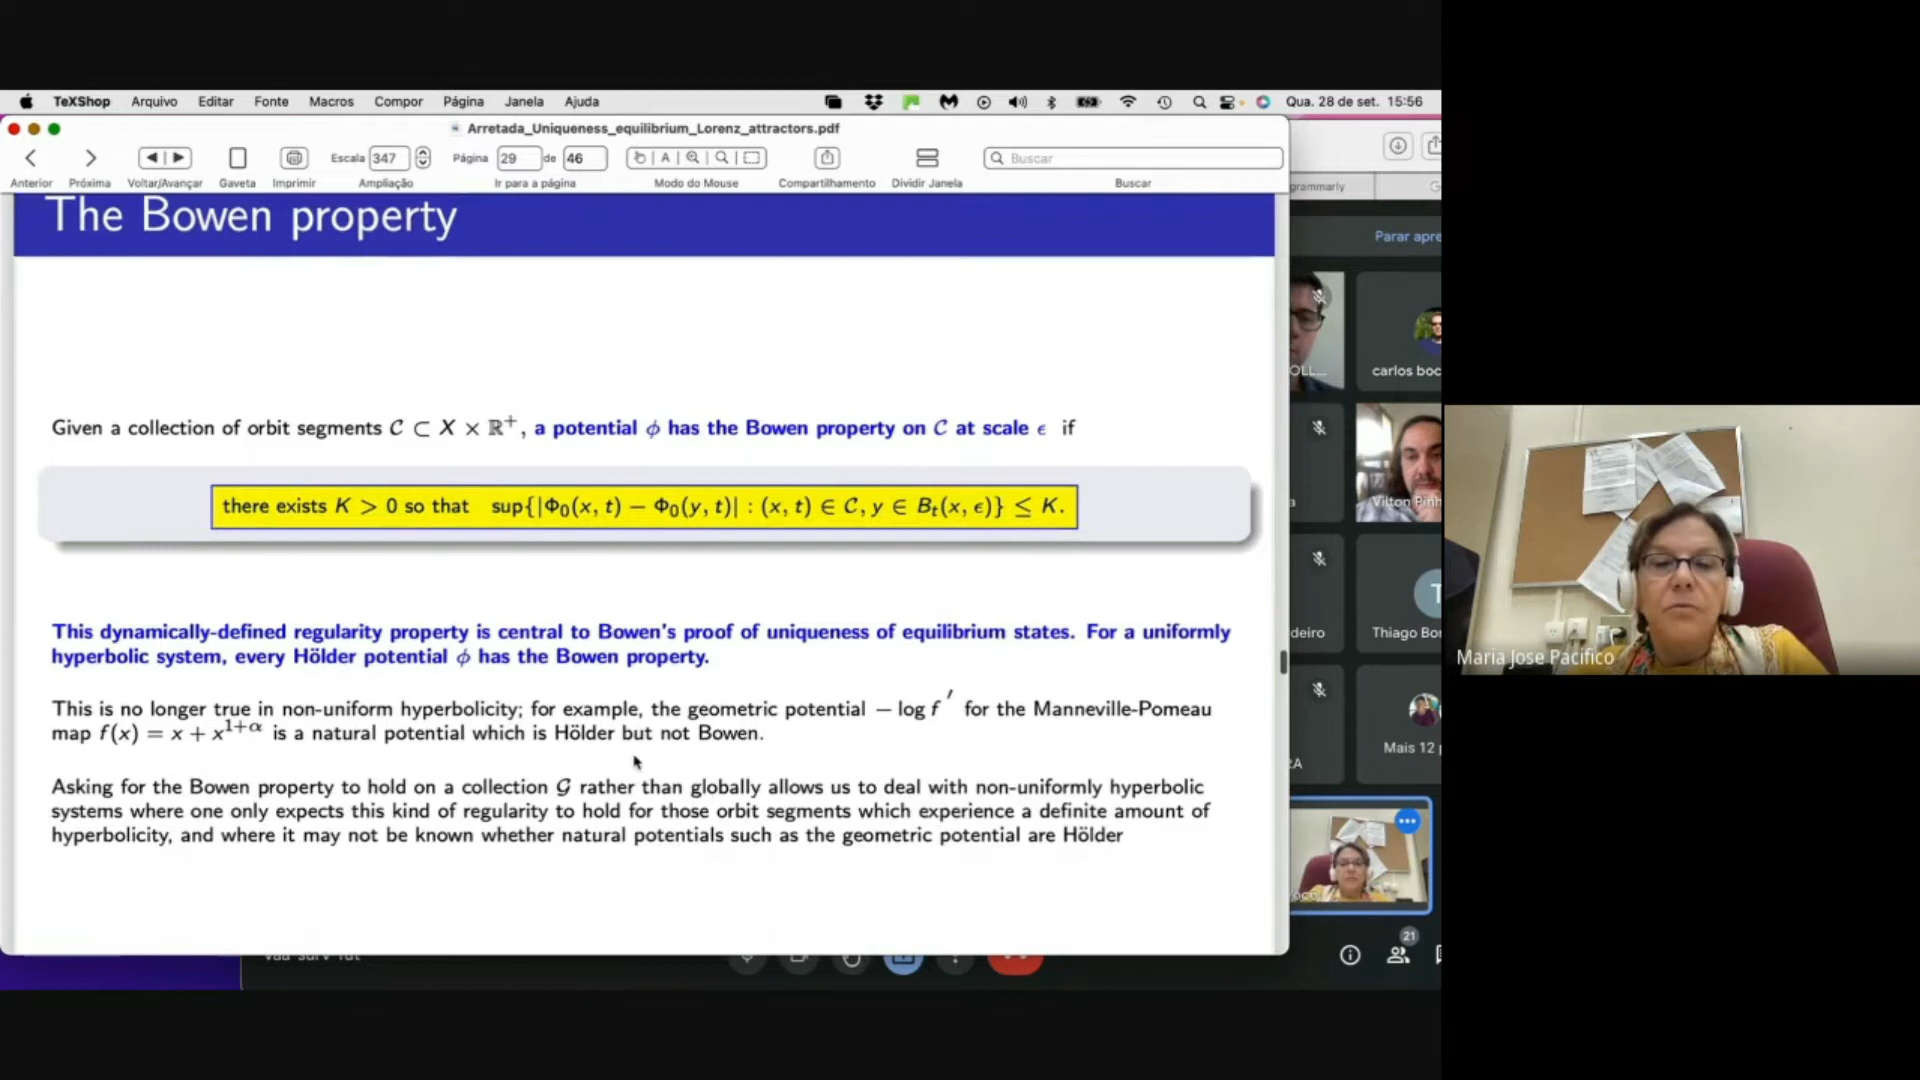 TeXShop Arquivo Editar Fonte Macros Compor Página Janela Ajuda Qua. 28 de set. 15:56
Arretada_Uniqueness_equilibrium_Lorenz_attractors.pdf
Escala 347 Página 29 de 46 A Buscar
Anterior Próxima Voltar/Avançar Gaveta Imprimir Ampliação Ir para a página Modo do Mouse Compartilhamento Dividir Janela Buscar
grammarly
The Bowen property
Parar apre
Given a collection of orbit segments 𝒞 ⊂ X × ℝ⁺, a potential ϕ has the Bowen property on 𝒞 at scale ϵ if
there exists K > 0 so that sup{|Φ₀(x, t) − Φ₀(y, t)| : (x, t) ∈ 𝒞, y ∈ Bₜ(x, ϵ)} ≤ K.
This dynamically-defined regularity property is central to Bowen's proof of uniqueness of equilibrium states. For a uniformly
hyperbolic system, every Hölder potential ϕ has the Bowen property.
This is no longer true in non-uniform hyperbolicity; for example, the geometric potential − log f ′ for the Manneville-Pomeau
map f(x) = x + x^{1+α} is a natural potential which is Hölder but not Bowen.
Asking for the Bowen property to hold on a collection 𝒢 rather than globally allows us to deal with non-uniformly hyperbolic
systems where one only expects this kind of regularity to hold for those orbit segments which experience a definite amount of
hyperbolicity, and where it may not be known whether natural potentials such as the geometric potential are Hölder
OLL...
carlos boc
a
Vilton Pinh
deiro
T
Thiago Bor
RA
Mais 12 p
21
Maria Jose Pacifico